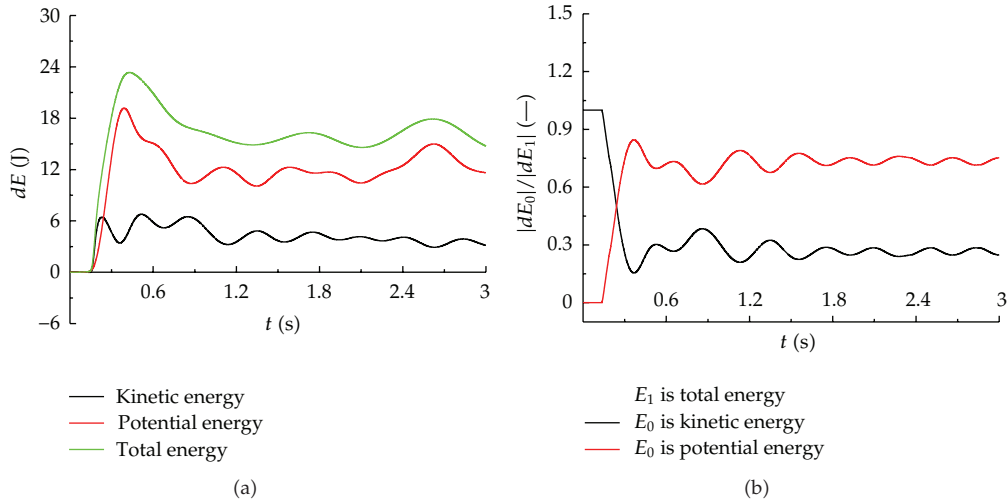 30
24
18
12
6
0
−6
dE (J)
0.6
1.2
1.8
2.4
3
t (s)
Kinetic energy
Potential energy
Total energy
(a)
1.5
1.2
0.9
0.6
0.3
0
|dE₀|/|dE₁| (—)
0.6
1.2
1.8
2.4
3
t (s)
E₁ is total energy
E₀ is kinetic energy
E₀ is potential energy
(b)